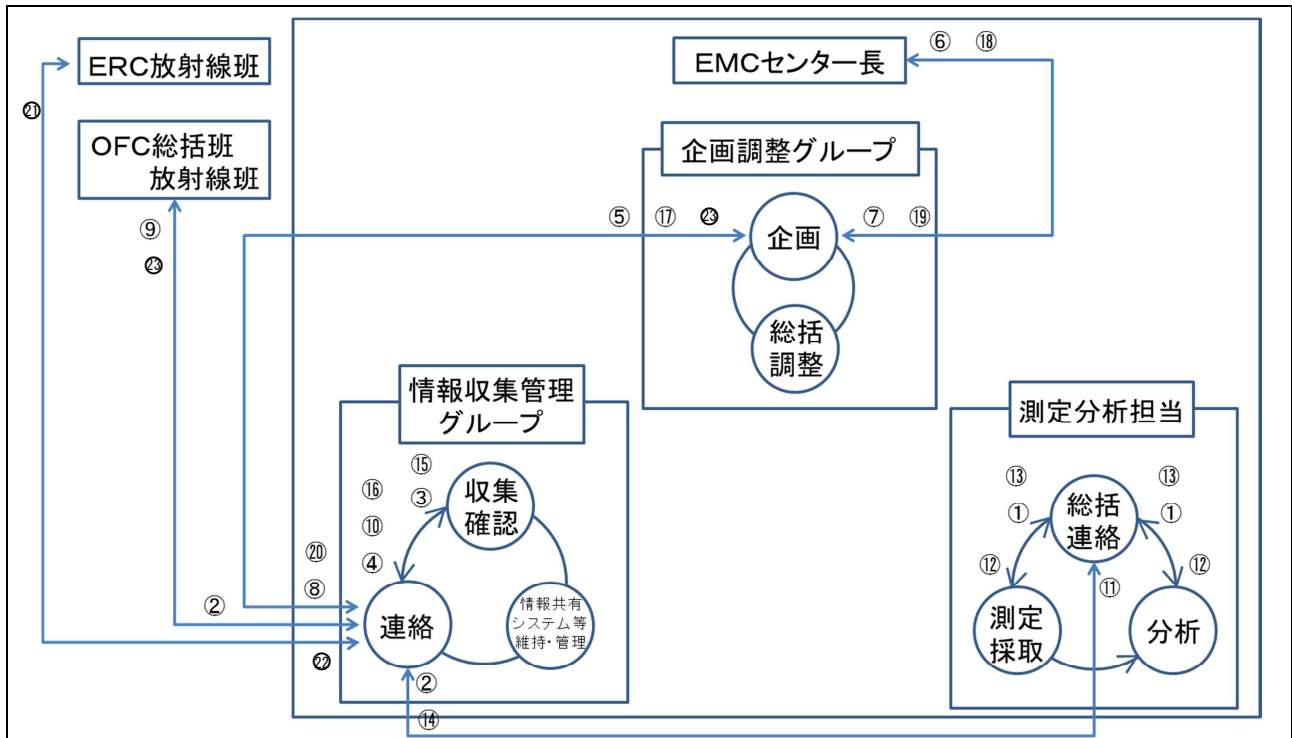 ERC放射線班
㉑
OFC総括班
放射線班
⑨
㉓
②
EMCセンター長
⑥ ⑱
企画調整グループ
⑤ ⑰ ㉓
企画
⑦ ⑲
総括
調整
情報収集管理
グループ
⑮
③
収集
確認
⑯
⑩
④
⑳
⑧
連絡
情報共有
システム等
維持・管理
㉒
②
⑭
測定分析担当
⑬
①
総括
連絡
⑬
①
⑫
⑫
⑪
測定
採取
分析